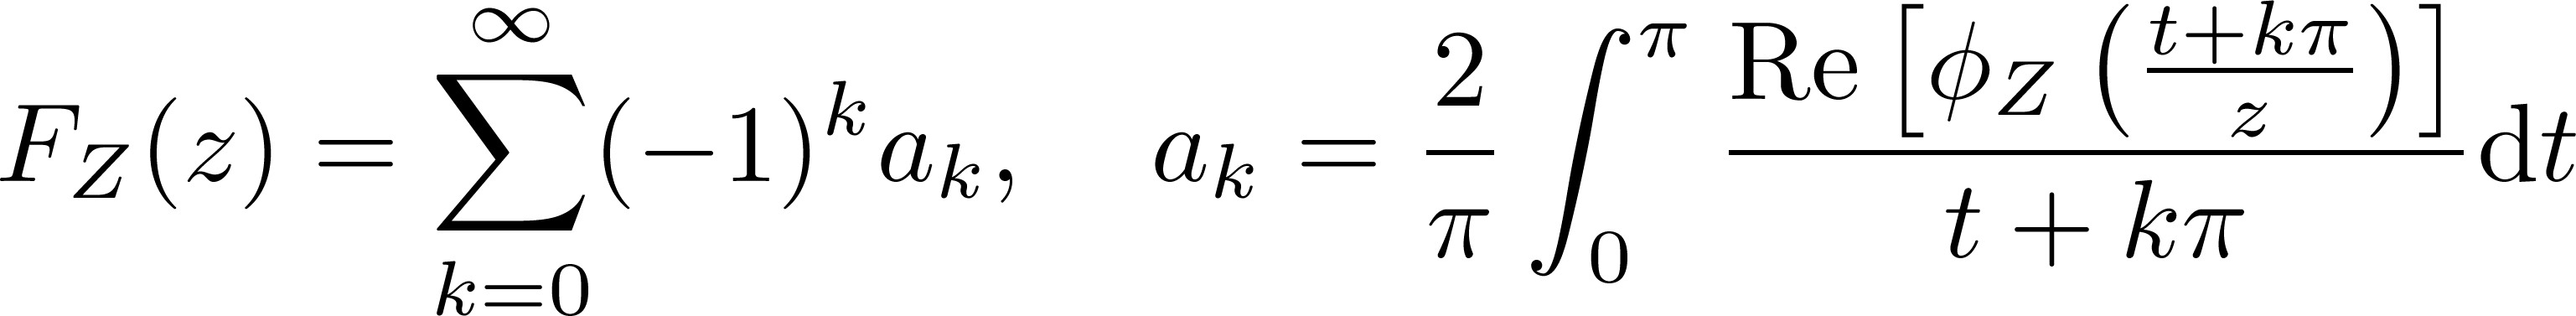 F_Z(z) = \sum_{k=0}^{\infty} (-1)^k a_k, \quad a_k = \frac{2}{\pi} \int_0^{\pi} \frac{\mathrm{Re}\left[\phi_Z\left(\frac{t+k\pi}{z}\right)\right]}{t+k\pi} \mathrm{d}t